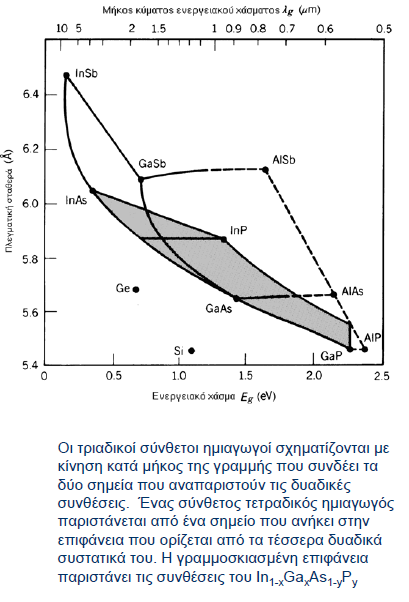 Μήκος κύματος ενεργειακού χάσματος λg (μm)
10 5 3 2 1 0.9 0.8 0.7 0.6 0.5
InSb
6.4
GaSb
AlSb
6.2
InAs
6.0
InP
5.8
Ge
AlAs
GaAs
5.6
Si
AlP
GaP
5.4
Πλεγματική σταθερά (Å)
0 0.5 1.0 1.5 2.0 2.5
Ενεργειακό χάσμα Eg (eV)
Οι τριαδικοί σύνθετοι ημιαγωγοί σχηματίζονται με
κίνηση κατά μήκος της γραμμής που συνδέει τα
δύο σημεία που αναπαριστούν τις δυαδικές
συνθέσεις. Ένας σύνθετος τετραδικός ημιαγωγός
παριστάνεται από ένα σημείο που ανήκει στην
επιφάνεια που ορίζεται από τα τέσσερα δυαδικά
συστατικά του. Η γραμμοσκιασμένη επιφάνεια
παριστάνει τις συνθέσεις του In1-xGaxAs1-yPy